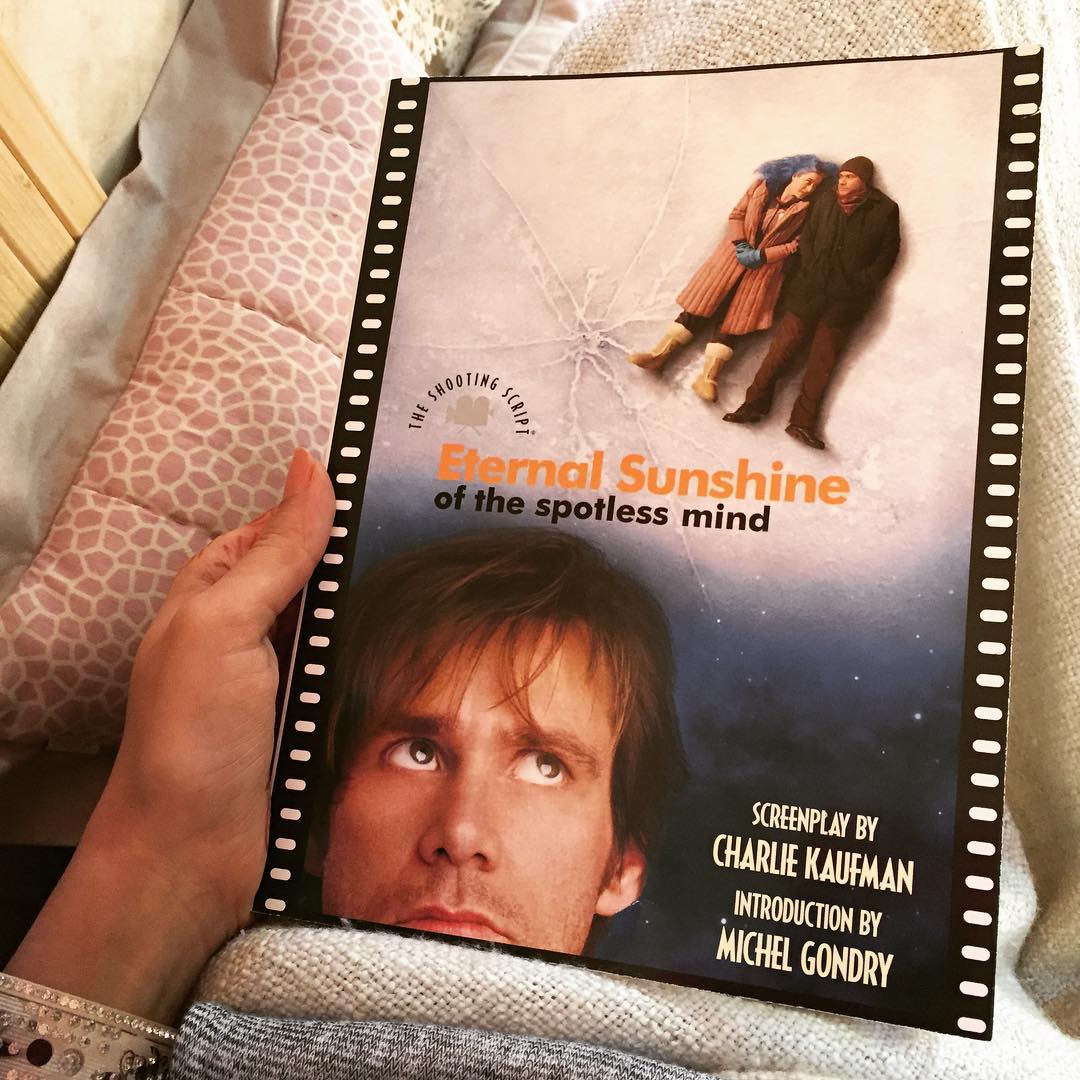 THE SHOOTING SCRIPT
Eternal Sunshine
of the spotless mind
SCREENPLAY BY
CHARLIE KAUFMAN
INTRODUCTION BY
MICHEL GONDRY